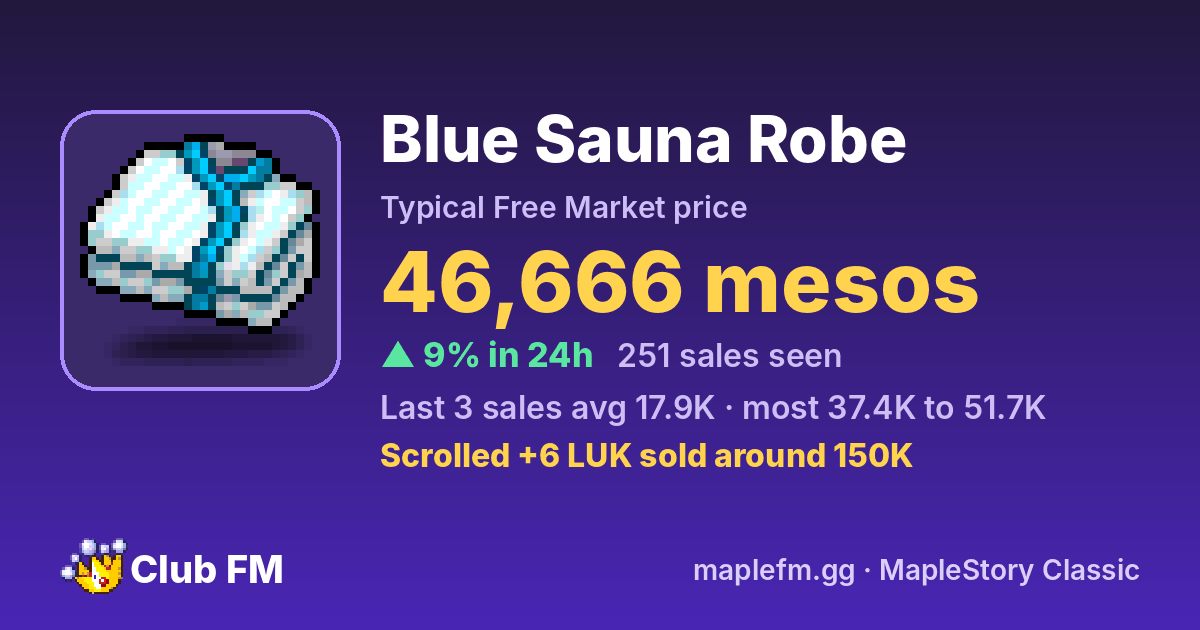 Blue Sauna Robe
Typical Free Market price
46,666 mesos
▲ 9% in 24h 251 sales seen
Last 3 sales avg 17.9K · most 37.4K to 51.7K
Scrolled +6 LUK sold around 150K
Club FM
maplefm.gg · MapleStory Classic